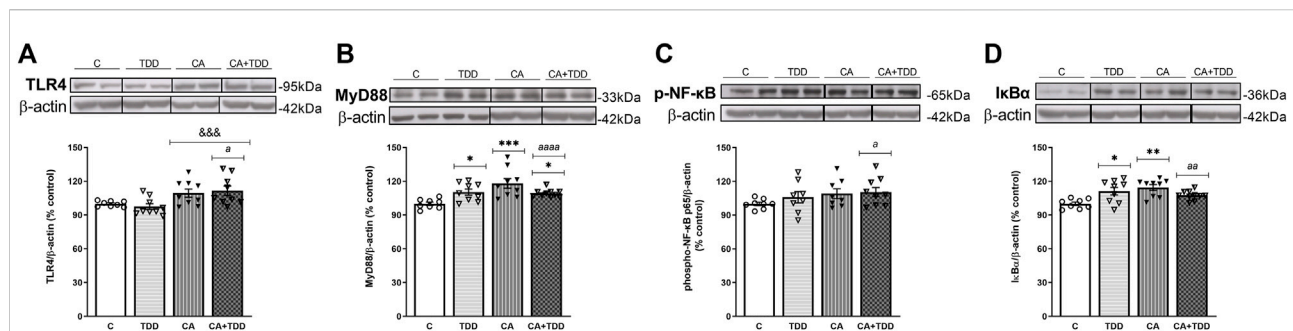 A
C TDD CA CA+TDD
TLR4 -95kDa
β-actin -42kDa
&&&
a
TLR4/β-actin (% control)
150
120
90
60
30
0
C TDD CA CA+TDD
B
C TDD CA CA+TDD
MyD88 -33kDa
β-actin -42kDa
*
***
aaaa
*
MyD88/β-actin (% control)
150
120
90
60
30
0
C TDD CA CA+TDD
C
C TDD CA CA+TDD
p-NF-κB -65kDa
β-actin -42kDa
a
phospho-NF-κB p65/β-actin
(% control)
150
120
90
60
30
0
C TDD CA CA+TDD
D
C TDD CA CA+TDD
IκBα -36kDa
β-actin -42kDa
*
**
aa
IκBα/β-actin (% control)
150
120
90
60
30
0
C TDD CA CA+TDD